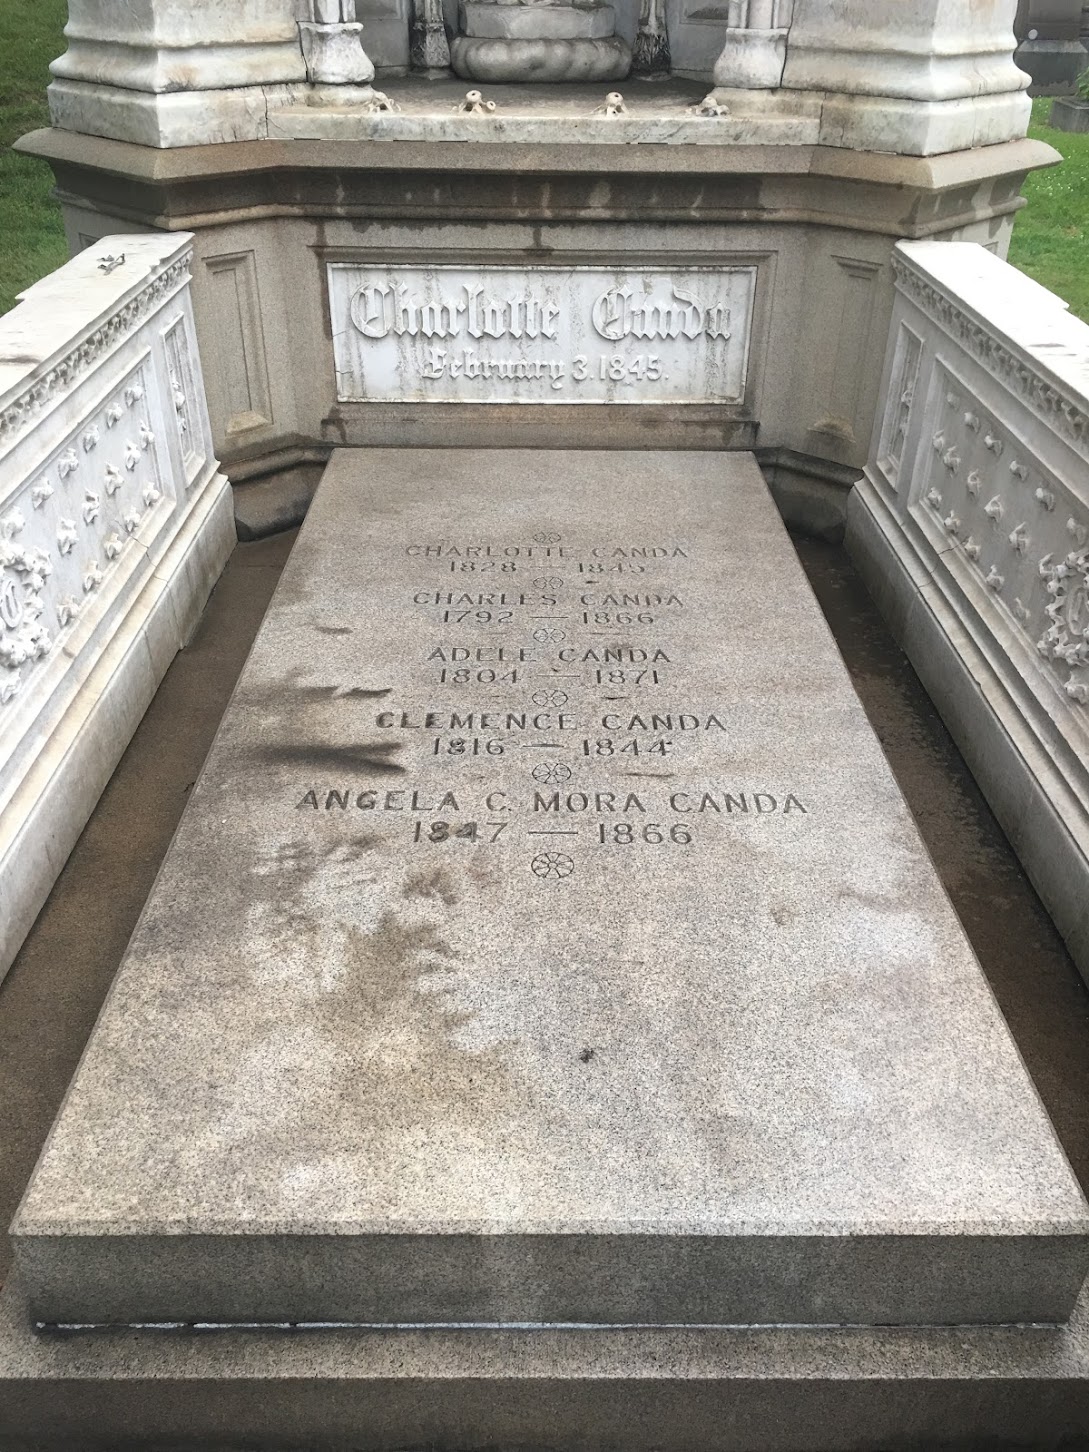 Charlotte Canda
February 3. 1845.
CHARLOTTE CANDA
1828 — 1845
CHARLES CANDA
1792 — 1866
ADELE CANDA
1804 — 1871
CLEMENCE CANDA
1816 — 1844
ANGELA C. MORA CANDA
1847 — 1866